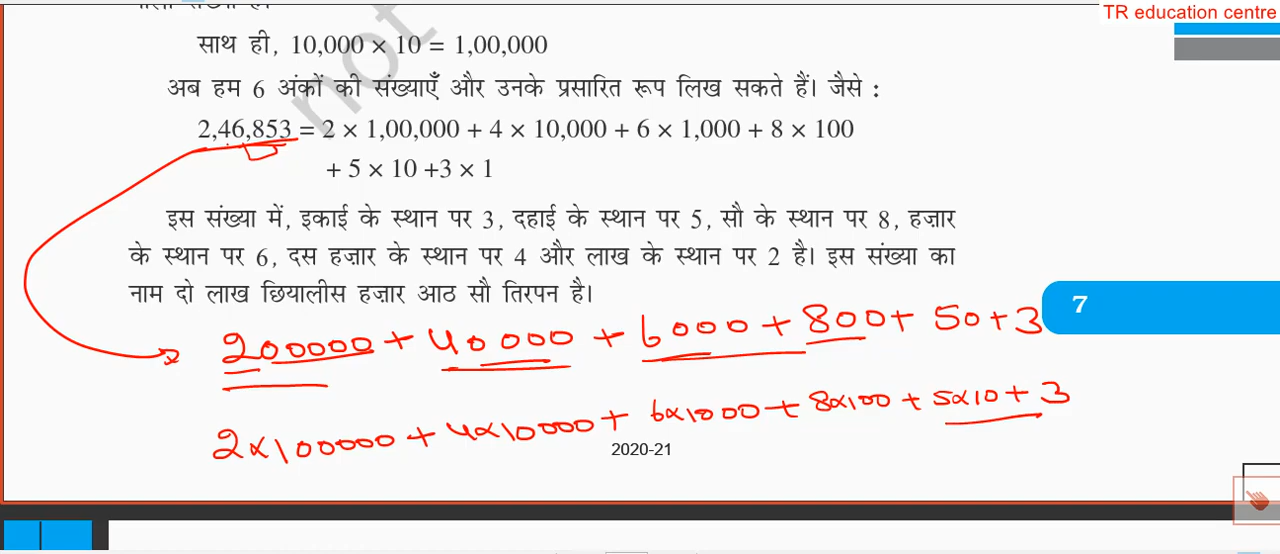 TR education centre
not
साथ ही, 10,000 × 10 = 1,00,000
अब हम 6 अंकों की संख्याएँ और उनके प्रसारित रूप लिख सकते हैं। जैसे :
2,46,853 = 2 × 1,00,000 + 4 × 10,000 + 6 × 1,000 + 8 × 100
+ 5 × 10 +3 × 1
इस संख्या में, इकाई के स्थान पर 3, दहाई के स्थान पर 5, सौ के स्थान पर 8, हज़ार
के स्थान पर 6, दस हज़ार के स्थान पर 4 और लाख के स्थान पर 2 है। इस संख्या का
नाम दो लाख छियालीस हज़ार आठ सौ तिरपन है।
7
200000 + 40000 + 6000 + 800 + 50 + 3
2×100000 + 4×10000 + 6×1000 + 8×100 + 5×10 + 3
2020-21